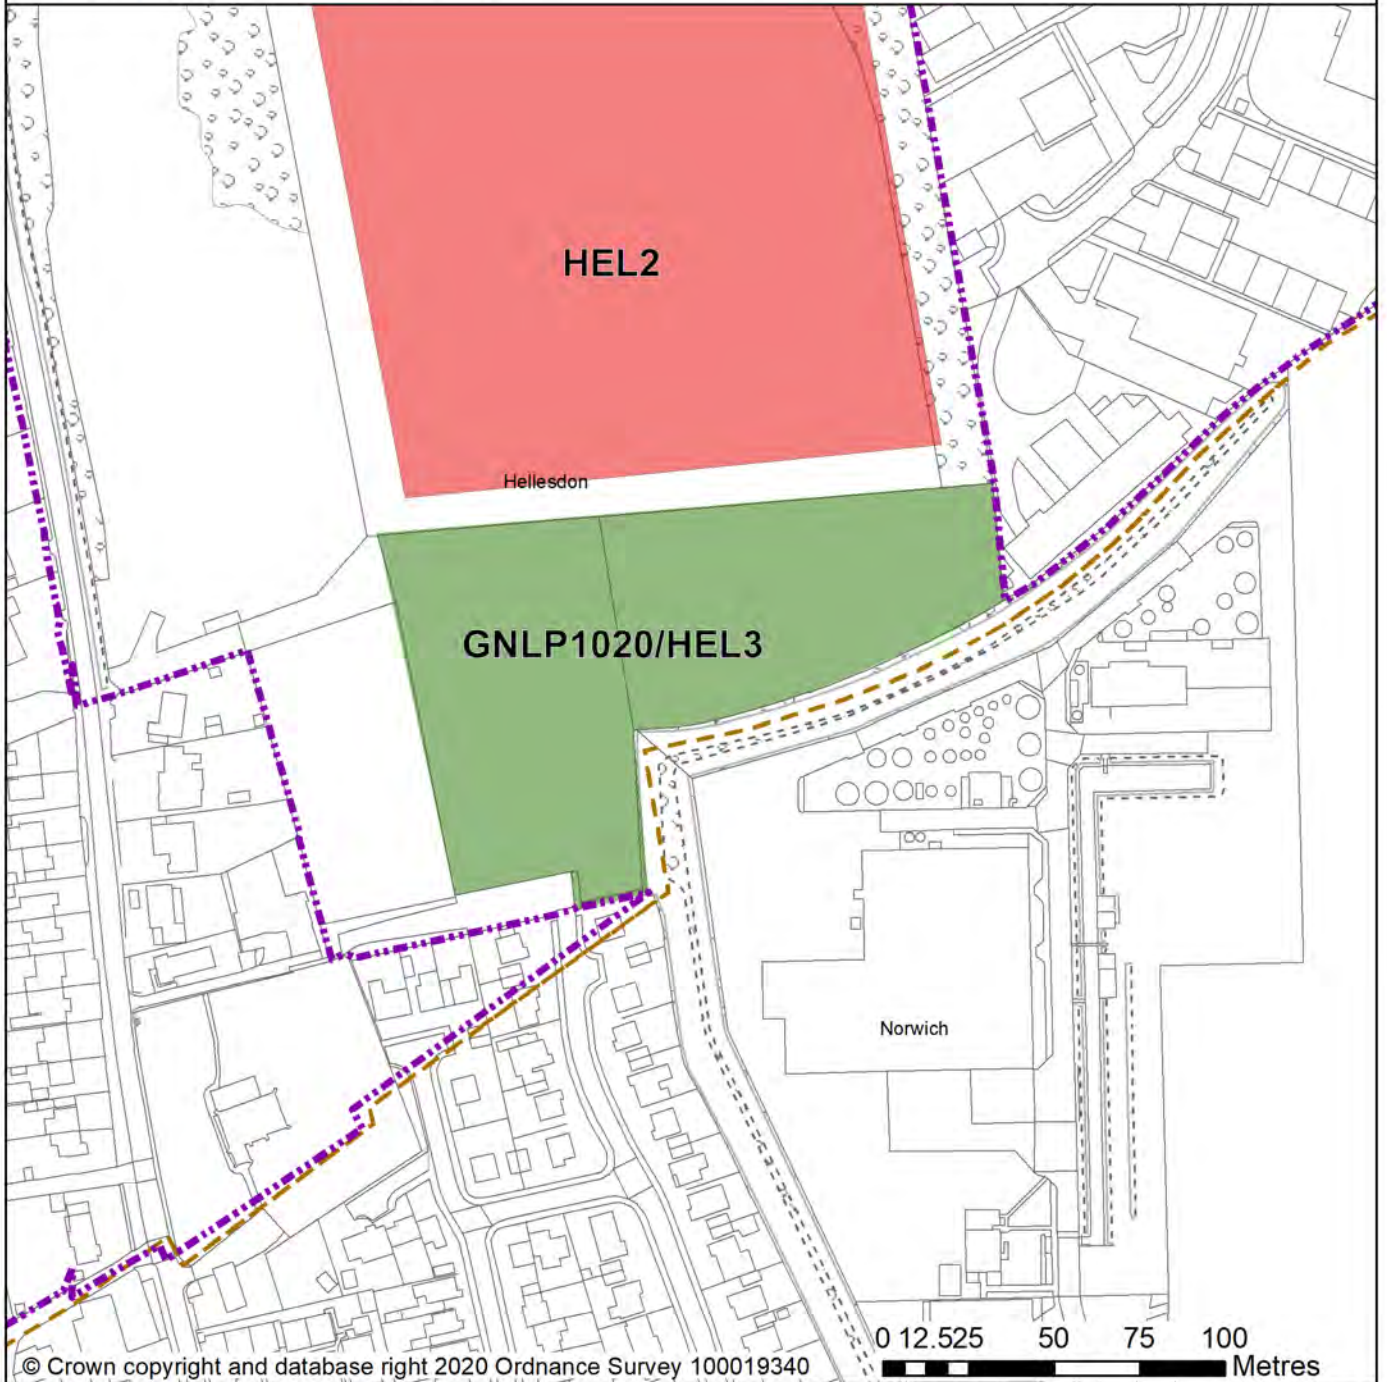 HEL2
Hellesdon
GNLP1020/HEL3
Norwich
0 12.525 50 75 100
Metres
© Crown copyright and database right 2020 Ordnance Survey 100019340